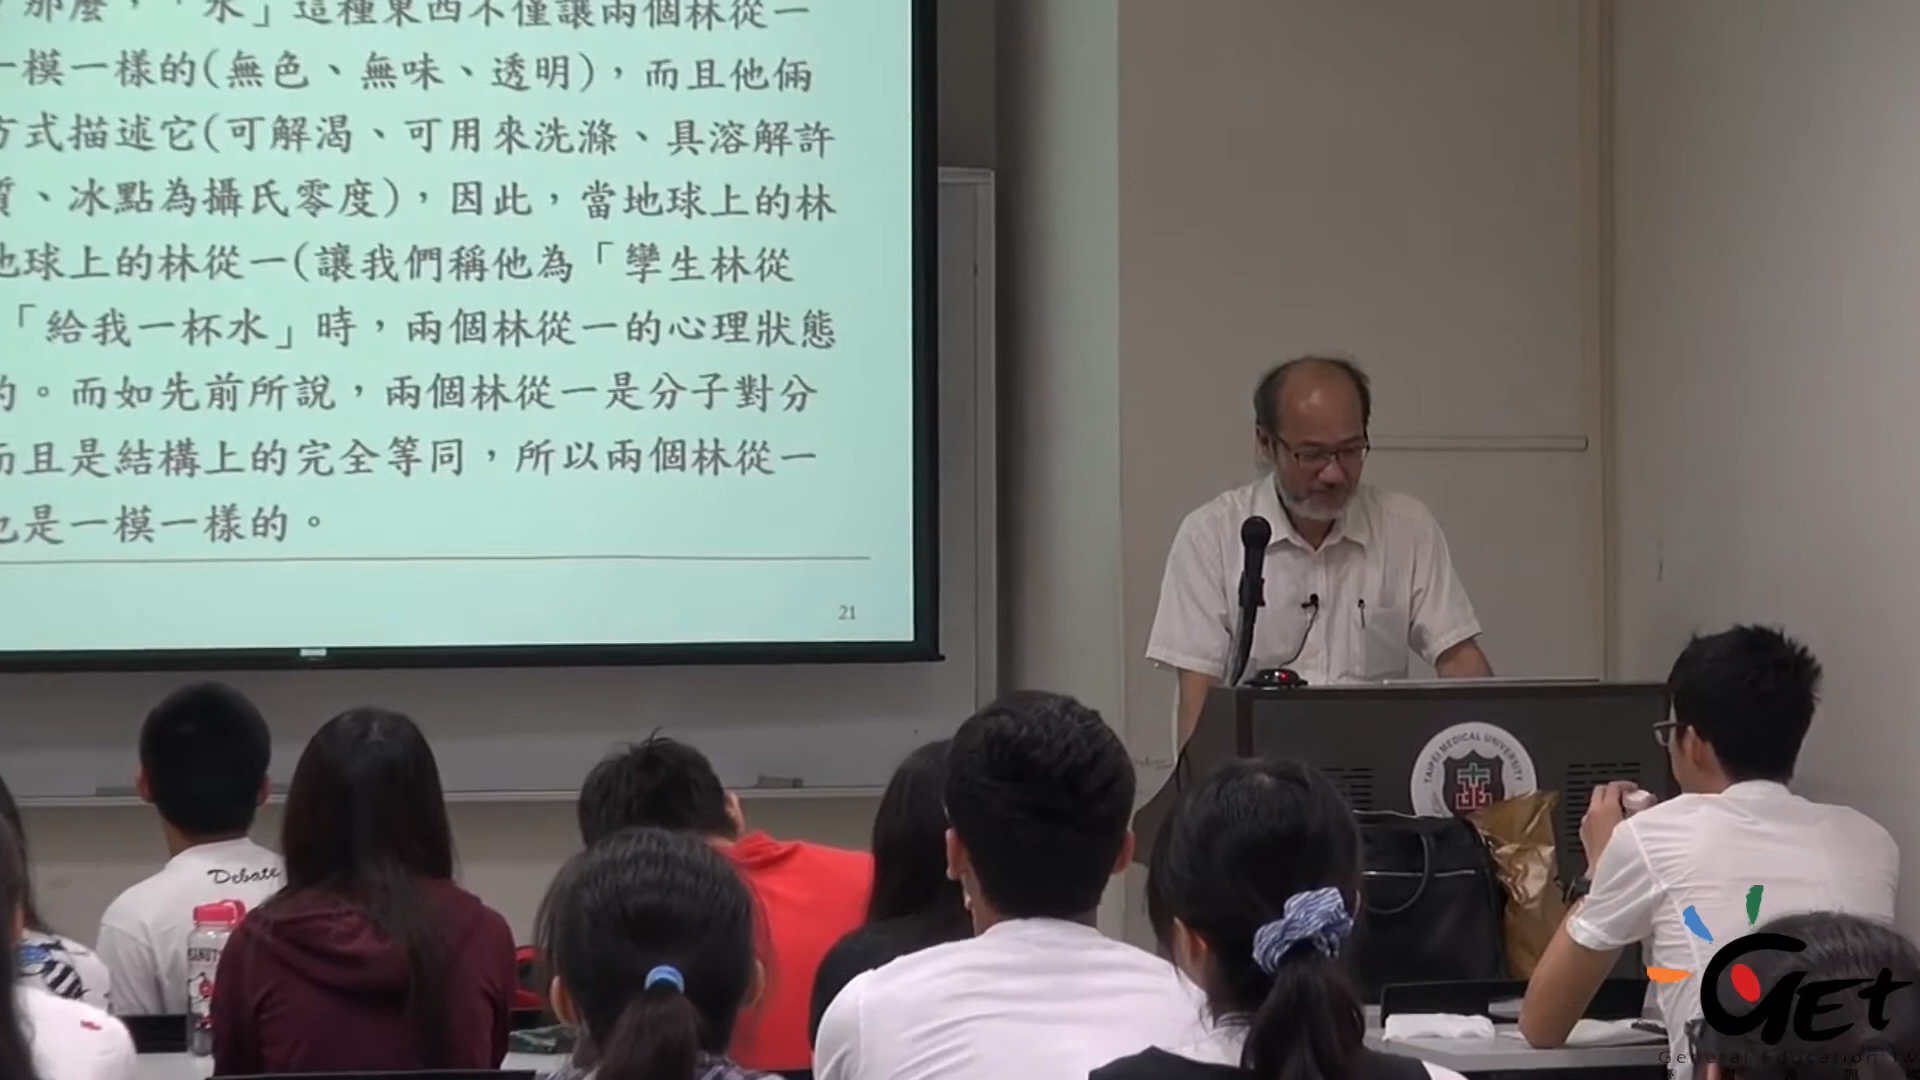 那麼，「水」這種東西不僅讓兩個林從一
一模一樣的(無色、無味、透明)，而且他倆
方式描述它(可解渴、可用來洗滌、具溶解許
質、冰點為攝氏零度)，因此，當地球上的林
地球上的林從一(讓我們稱他為「孿生林從
「給我一杯水」時，兩個林從一的心理狀態
的。而如先前所說，兩個林從一是分子對分
而且是結構上的完全等同，所以兩個林從一
也是一模一樣的。
21
TAIPEI MEDICAL UNIVERSITY
Debate
GEt
General Education TW